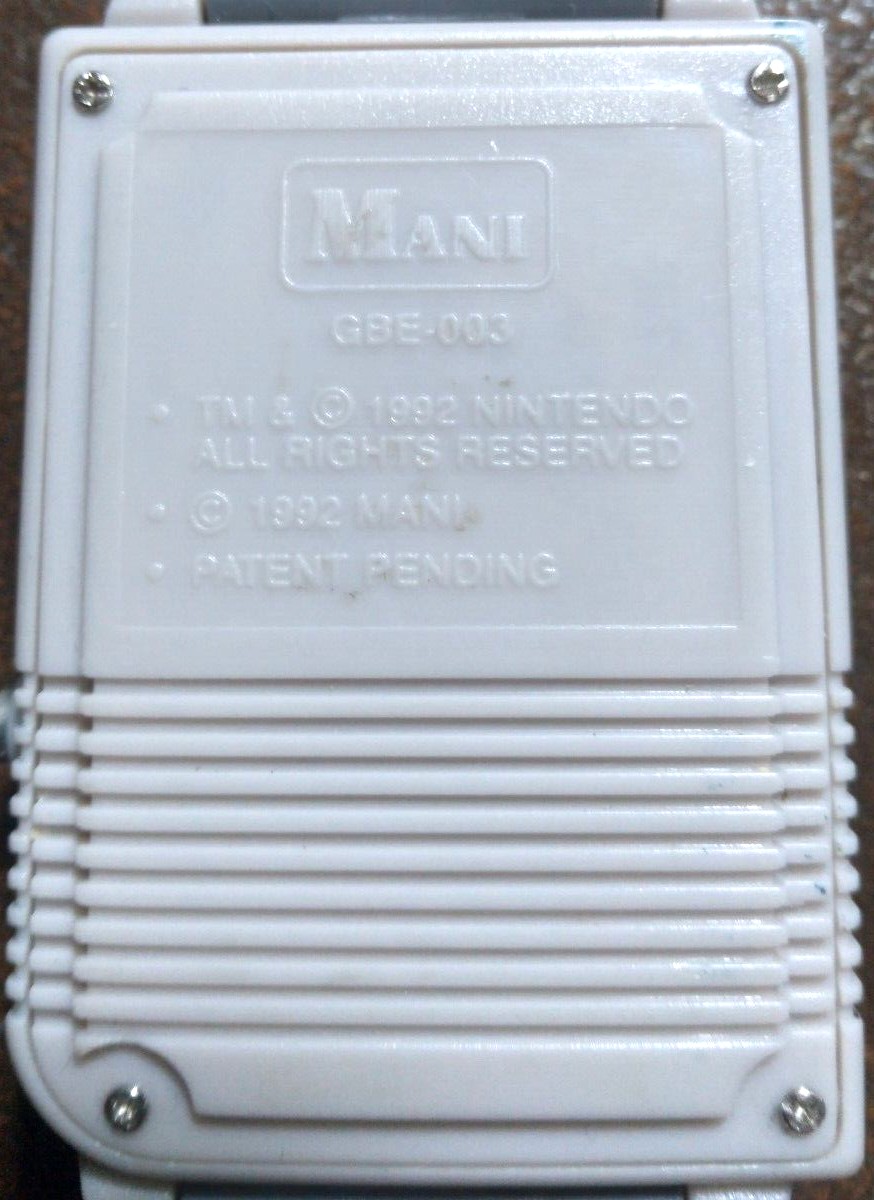 MANI
GBE-003
• TM & © 1992 NINTENDO
ALL RIGHTS RESERVED
• © 1992 MANI
• PATENT PENDING